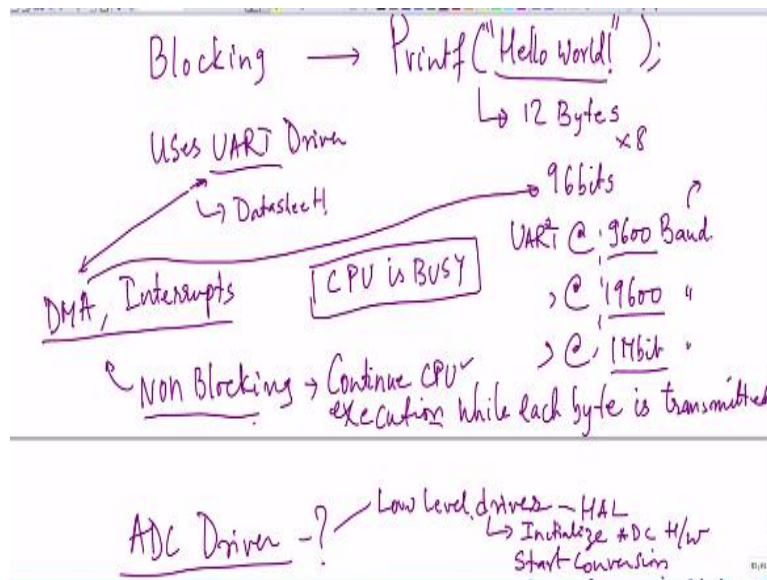 Blocking → Printf("Hello World!");
↳ 12 Bytes
×8
Uses UART Driver
96bits
↳ Datasheet!
UART @ 9600 Baud.
CPU is BUSY
DMA, Interrupts
" @ 19600 "
" @ 1Mbit "
Non Blocking → Continue CPU
execution while each byte is transmitted
ADC Driver - ?
Low Level drives - HAL
↳ Initialize ADC H/W
Start Conversion